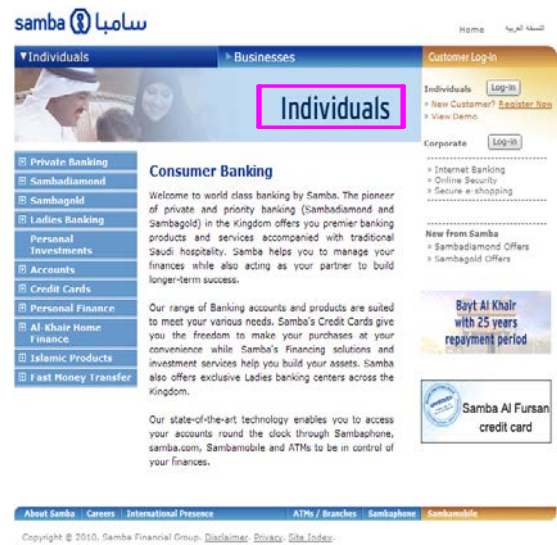 samba سامبا
Home النسخة العربية
Individuals
Businesses
Customer Log-in
Individuals
Individuals Log-in
» New Customer? Register Now
» View Demo
Corporate Log-in
» Internet Banking
» Online Security
» Secure e-shopping
New from Samba
» Sambadiamond Offers
» Sambagold Offers
Bayt Al Khair
with 25 years
repayment period
Samba Al Fursan
credit card
Private Banking
Sambadiamond
Sambagold
Ladies Banking
Personal
Investments
Accounts
Credit Cards
Personal Finance
Al-Khair Home
Finance
Islamic Products
Fast Money Transfer
Consumer Banking
Welcome to world class banking by Samba. The pioneer
of private and priority banking (Sambadiamond and
Sambagold) in the Kingdom offers you premier banking
products and services accompanied with traditional
Saudi hospitality. Samba helps you to manage your
finances while also acting as your partner to build
longer-term success.
Our range of Banking accounts and products are suited
to meet your various needs. Samba's Credit Cards give
you the freedom to make your purchases at your
convenience while Samba's Financing solutions and
investment services help you build your assets. Samba
also offers exclusive Ladies banking centers across the
Kingdom.
Our state-of-the-art technology enables you to access
your accounts round the clock through Sambaphone,
samba.com, Sambamobile and ATMs to be in control of
your finances.
About Samba Careers International Presence ATMs / Branches Sambaphone Sambamobile
Copyright @ 2010. Samba Financial Group. Disclaimer. Privacy. Site Index.